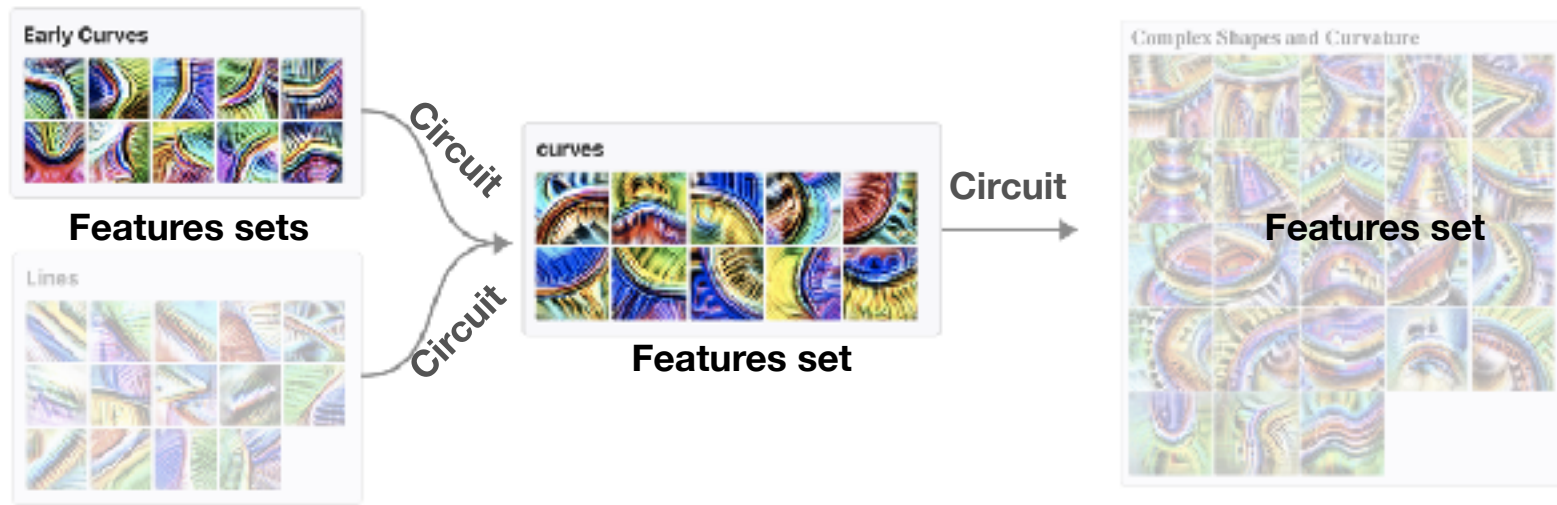 Early Curves
Circuit
Features sets
Lines
Circuit
curves
Features set
Circuit
Complex Shapes and Curvature
Features set